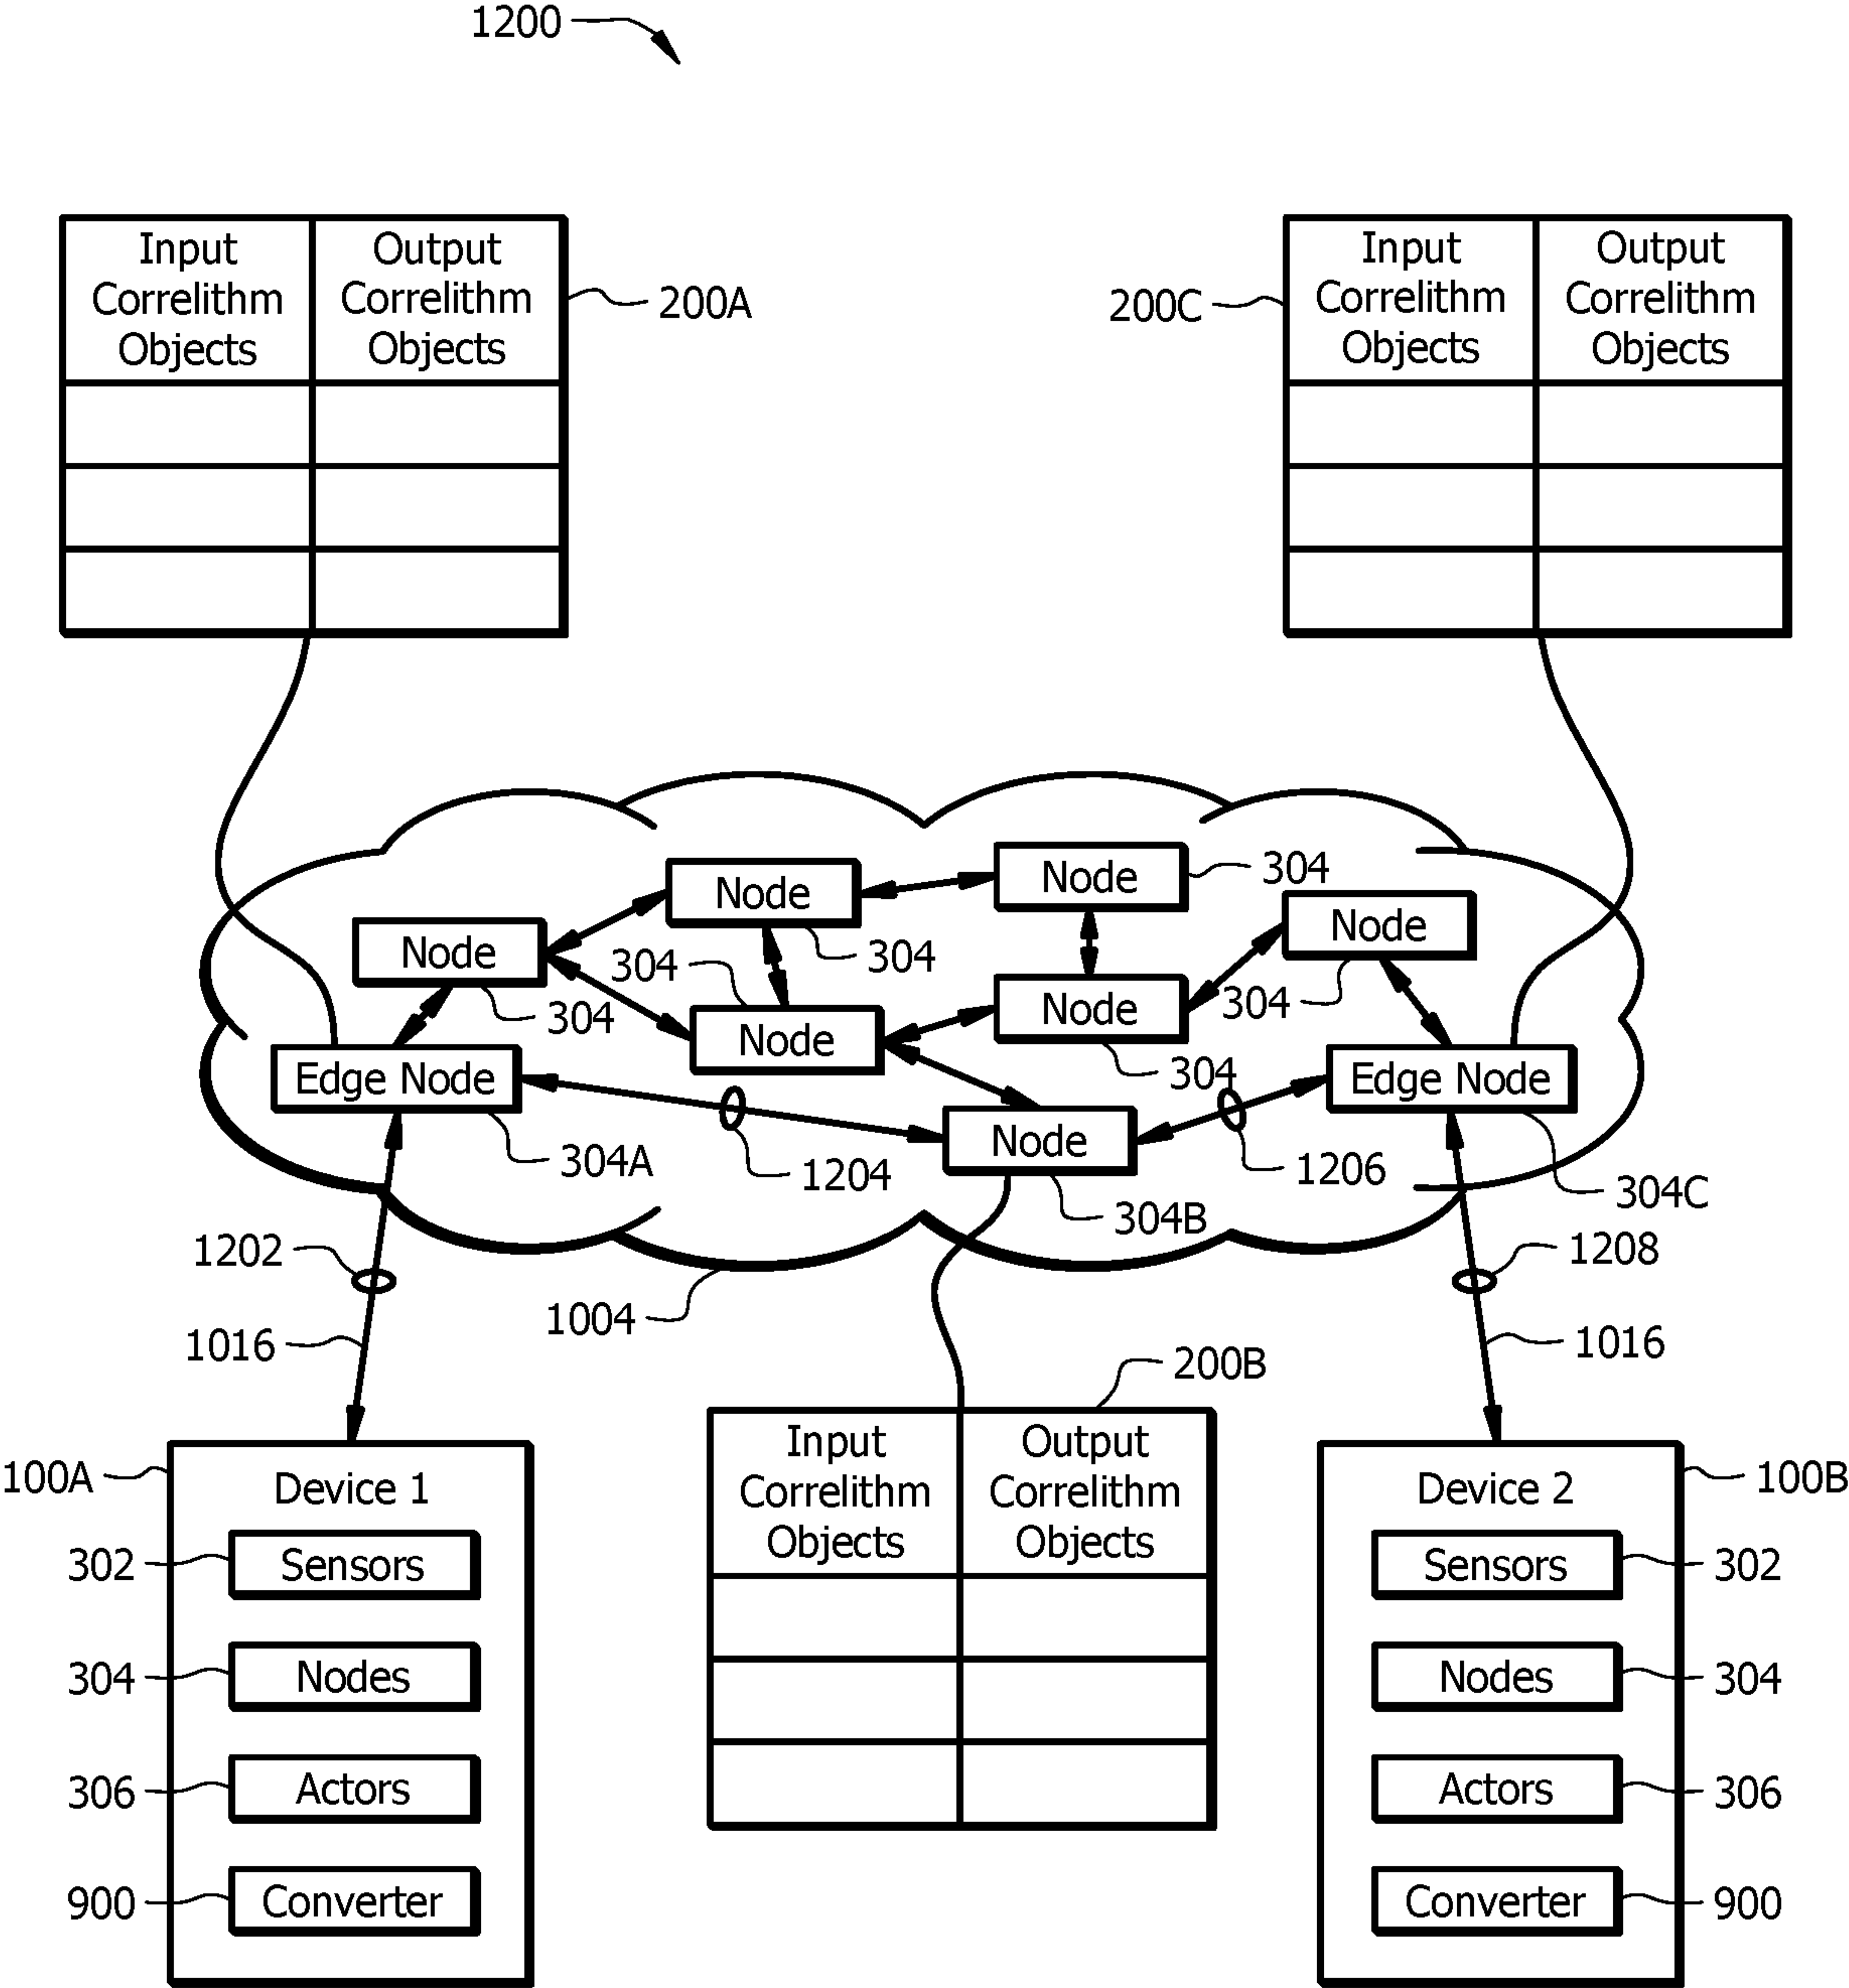 1200
Input
Correlithm
Objects
Output
Correlithm
Objects
200A
200C
Input
Correlithm
Objects
Output
Correlithm
Objects
Node
304
Node
304
Node
304
Node
304
Node
304
Node
304
Edge Node
304A
1204
Node
304B
1206
Edge Node
304C
1202
1208
1004
1016
1016
200B
Input
Correlithm
Objects
Output
Correlithm
Objects
100A
Device 1
302
Sensors
304
Nodes
306
Actors
900
Converter
100B
Device 2
Sensors
302
Nodes
304
Actors
306
Converter
900